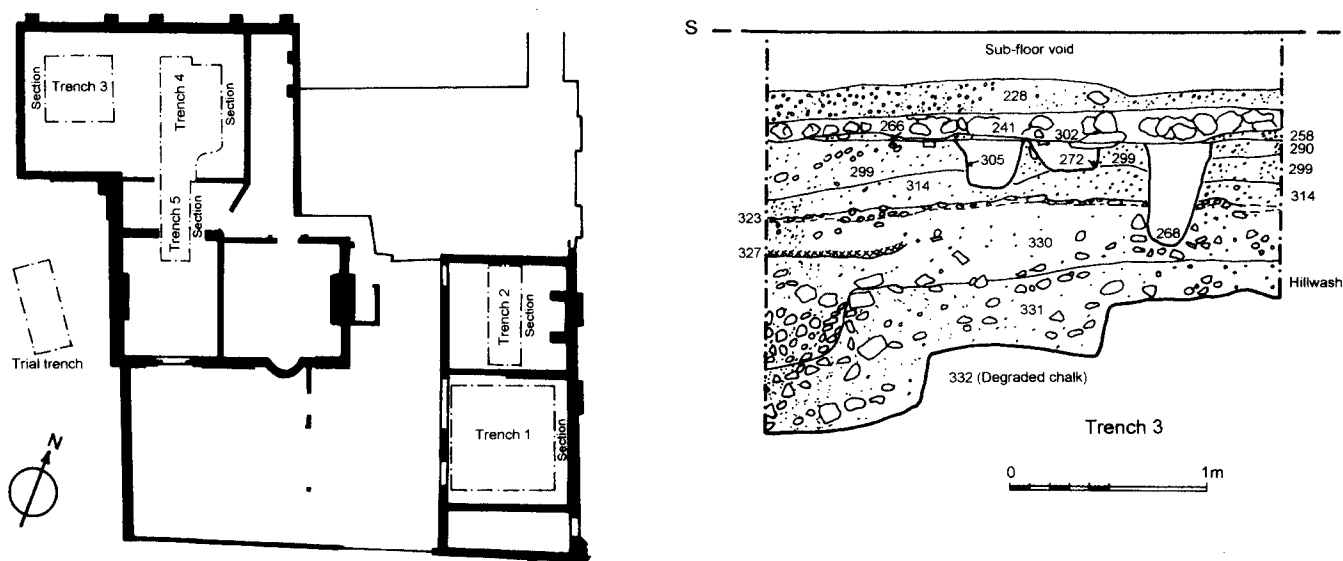 Section
Trench 3
Trench 4
Section
Trench 5
Section
Trial trench
N
Trench 2
Section
Trench 1
Section
S
Sub-floor void
228
266
241
302
258
290
305
272
299
299
299
314
314
323
268
330
327
Hillwash
331
332 (Degraded chalk)
Trench 3
0
1m